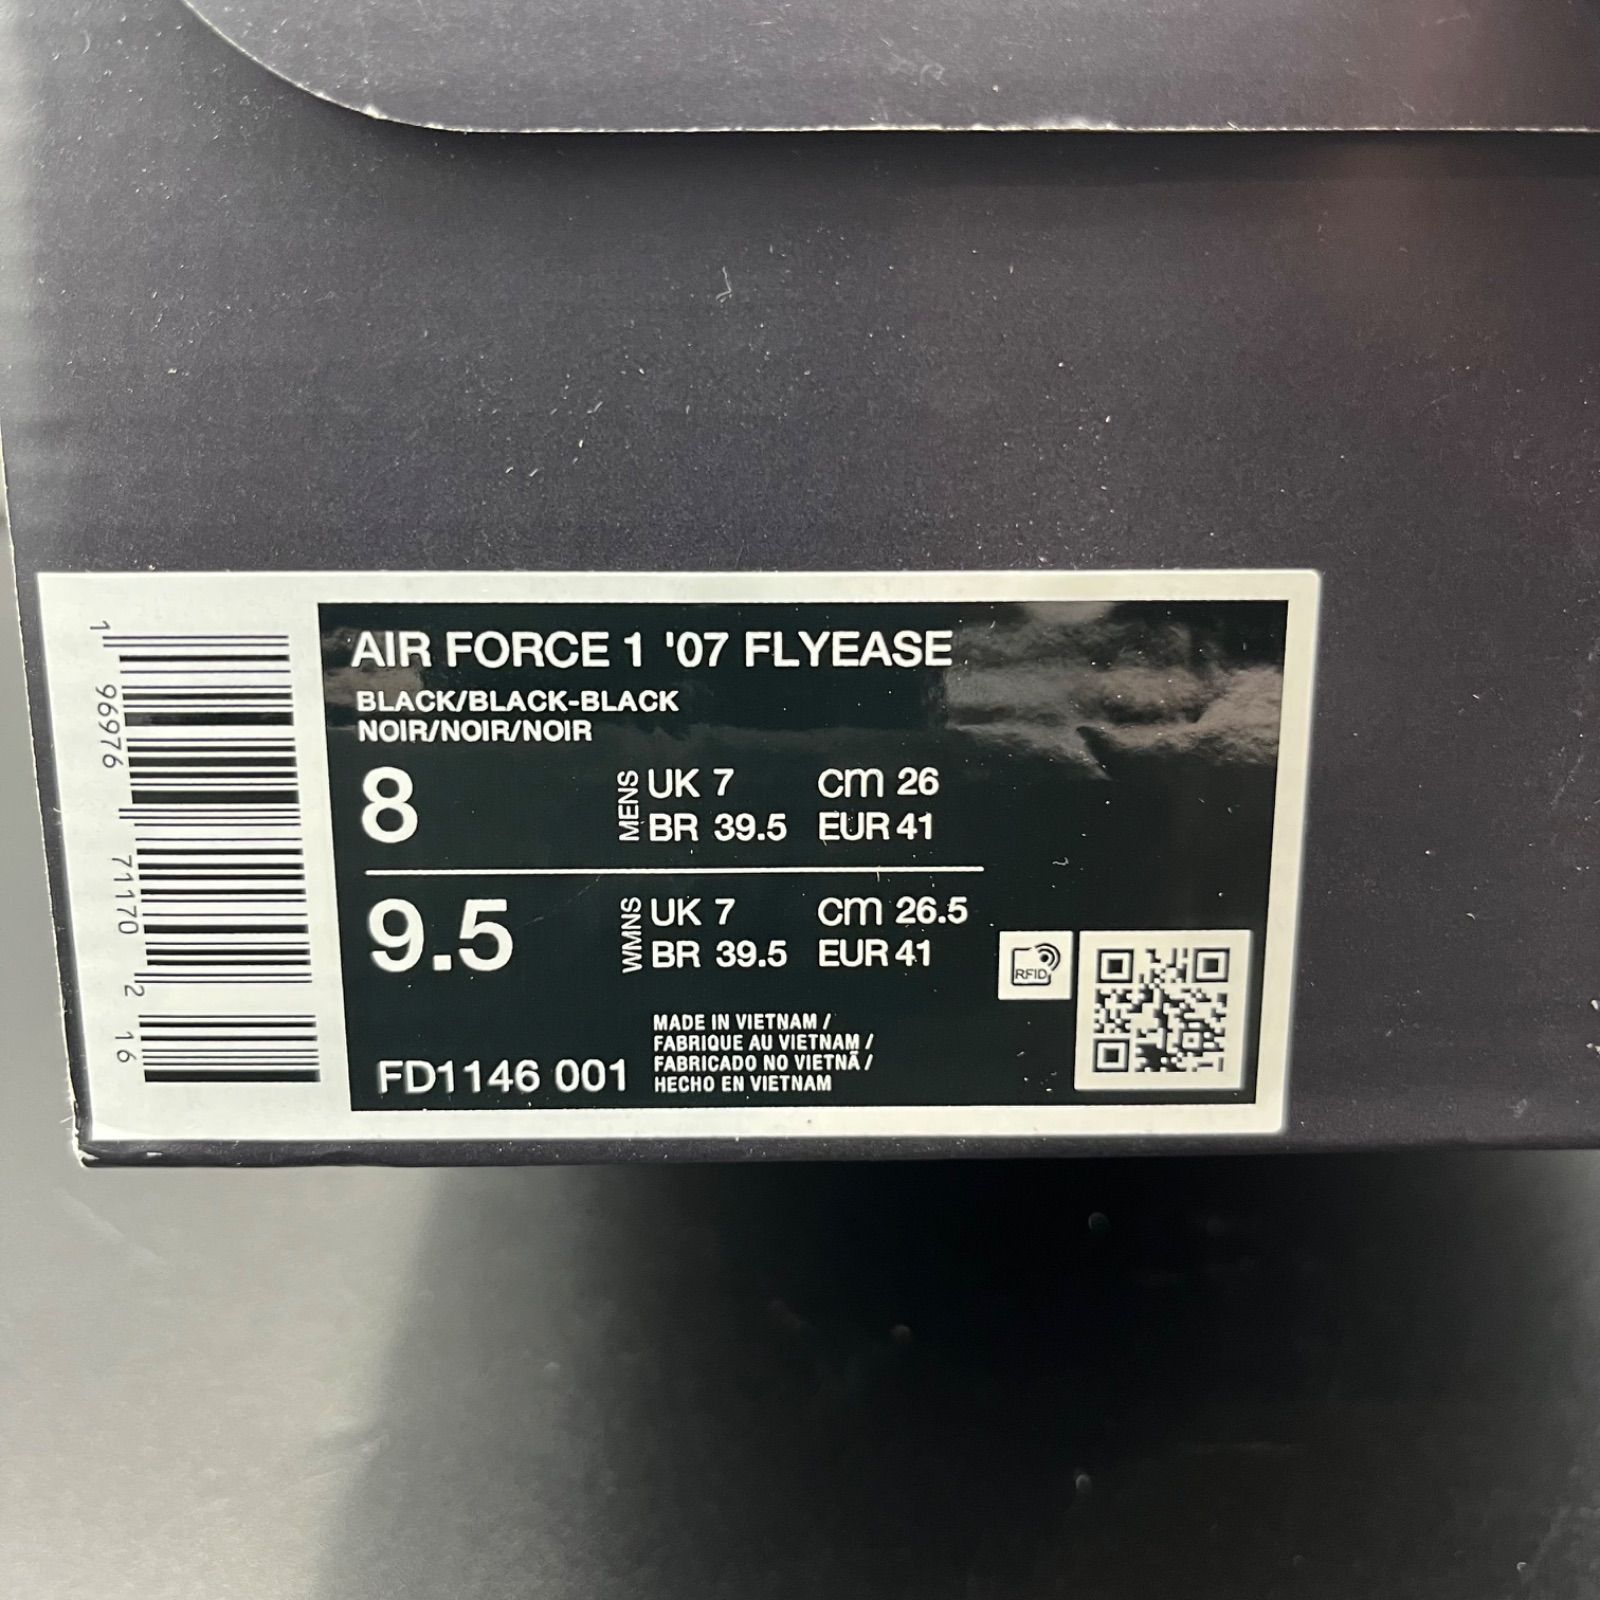 AIR FORCE 1 '07 FLYEASE
BLACK/BLACK-BLACK
NOIR/NOIR/NOIR
8 MENS UK 7 cm 26
BR 39.5 EUR 41
9.5 WMNS UK 7 cm 26.5
BR 39.5 EUR 41
RFID
MADE IN VIETNAM /
FABRIQUE AU VIETNAM /
FABRICADO NO VIETNÃ /
HECHO EN VIETNAM
FD1146 001
1 96976 71170 2 16